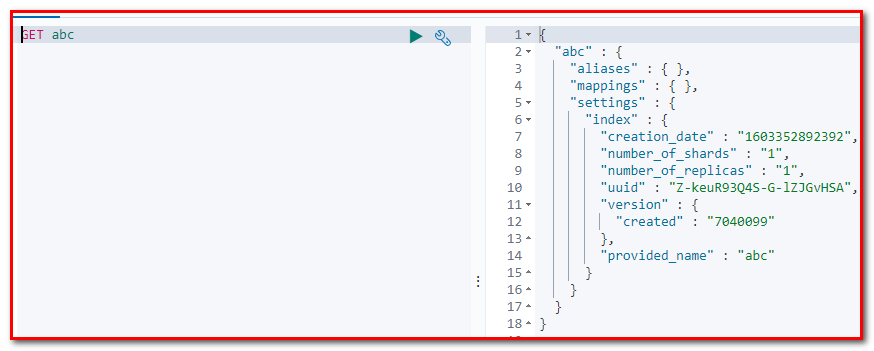 GET abc
1 {
2 "abc" : {
3 "aliases" : { },
4 "mappings" : { },
5 "settings" : {
6 "index" : {
7 "creation_date" : "1603352892392",
8 "number_of_shards" : "1",
9 "number_of_replicas" : "1",
10 "uuid" : "Z-keuR93Q4S-G-lZJGvHSA",
11 "version" : {
12 "created" : "7040099"
13 },
14 "provided_name" : "abc"
15 }
16 }
17 }
18 }